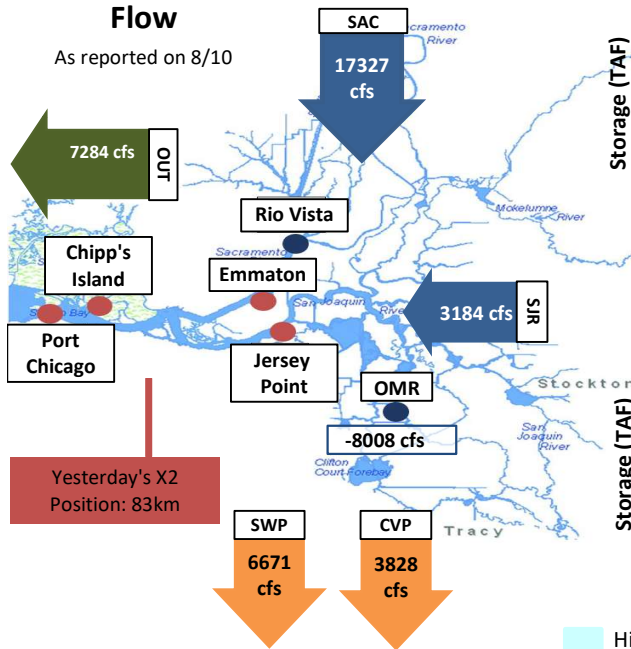 Flow
As reported on 8/10
SAC
Sacramento
River
17327
cfs
Storage (TAF)
7284 cfs
OUT
Mokelumne
River
Rio Vista
Chipp's
Island
Sacramento
Emmaton
San Joaquin
River
3184 cfs
SJR
Port
Chicago
Jersey
Point
OMR
Stockton
-8008 cfs
San
Joaquin
River
Storage (TAF)
Yesterday's X2
Position: 83km
Clifton
Court Forebay
Tracy
SWP
CVP
6671
cfs
3828
cfs
Hi